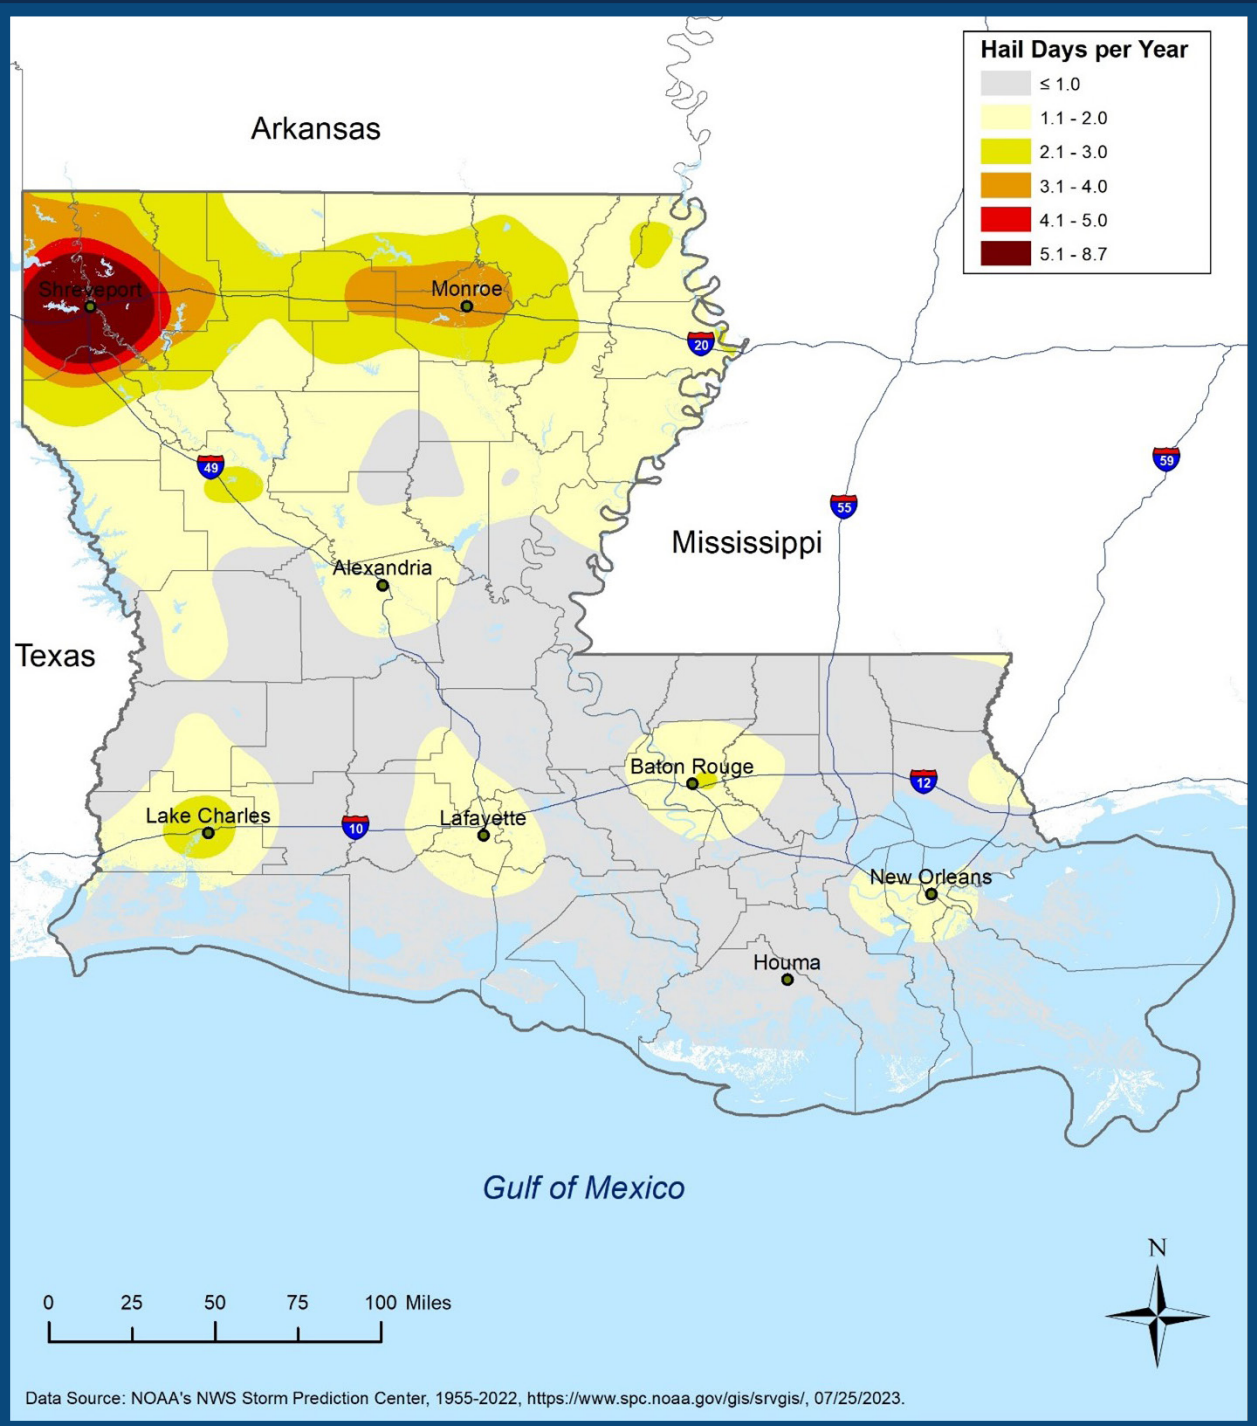 Hail Days per Year
≤ 1.0
1.1 - 2.0
2.1 - 3.0
3.1 - 4.0
4.1 - 5.0
5.1 - 8.7
Arkansas
Shreveport
Monroe
20
49
59
55
Mississippi
Alexandria
Texas
Baton Rouge
12
Lake Charles
10
Lafayette
New Orleans
Houma
Gulf of Mexico
N
0 25 50 75 100 Miles
Data Source: NOAA's NWS Storm Prediction Center, 1955-2022, https://www.spc.noaa.gov/gis/srvgis/, 07/25/2023.